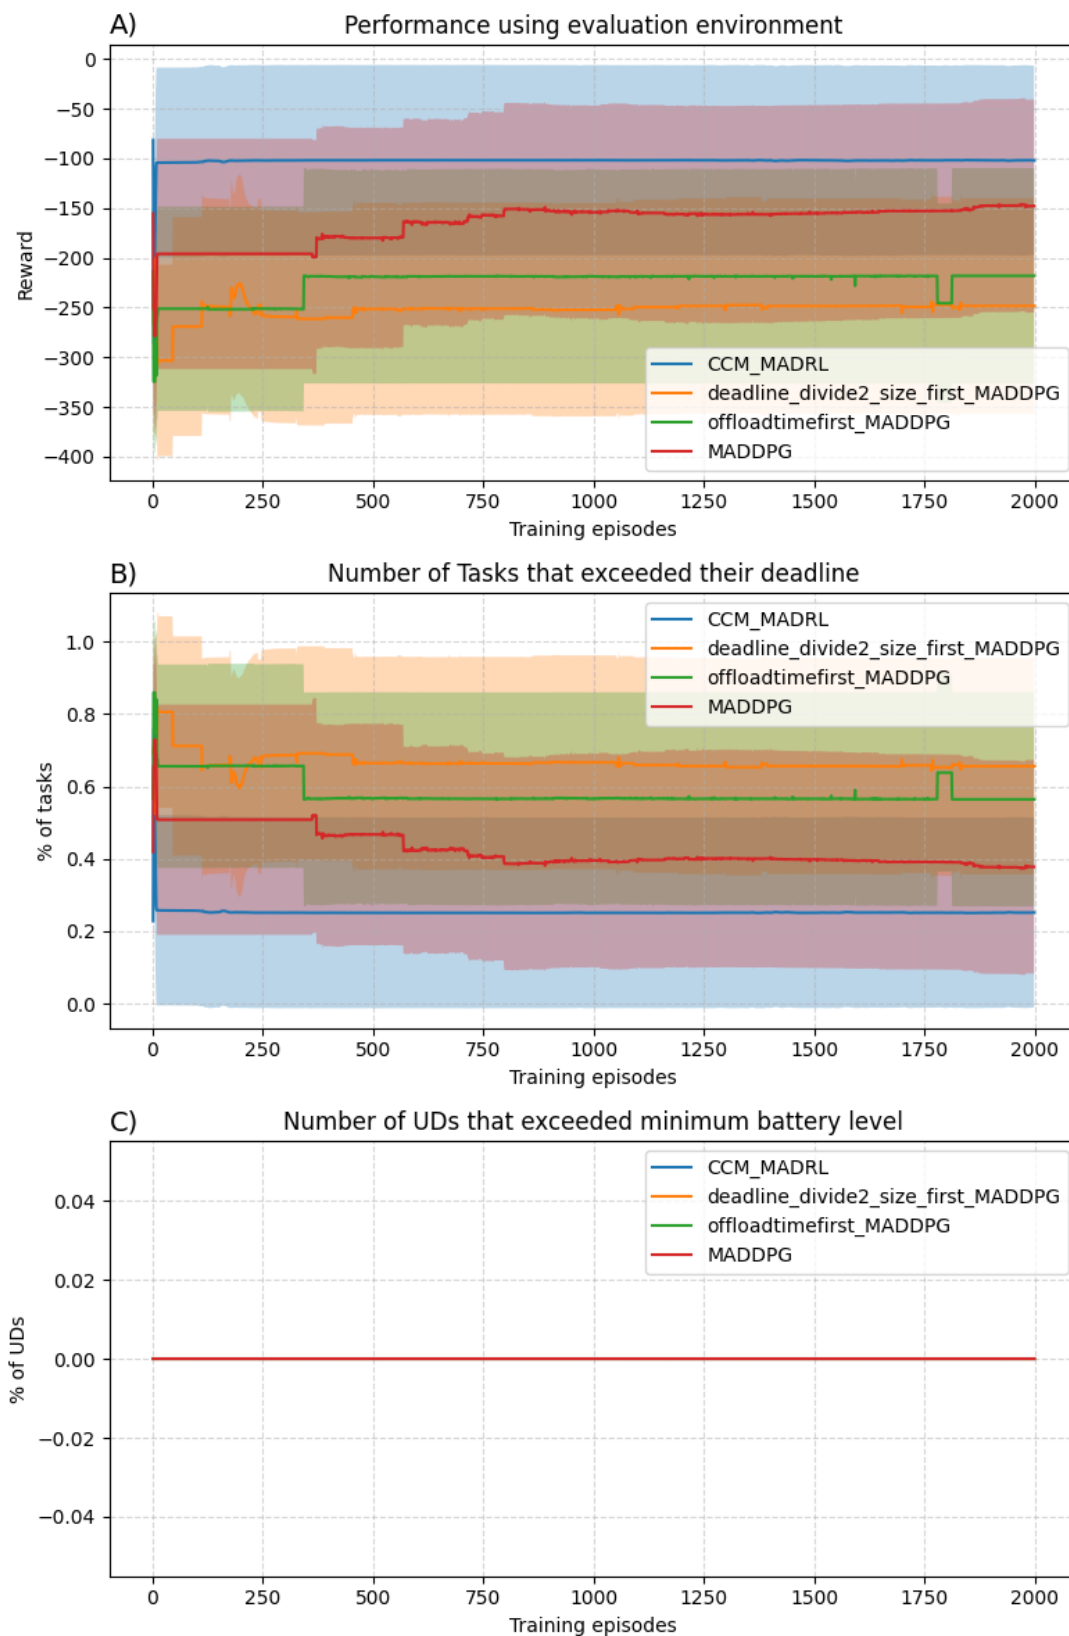 A)
Performance using evaluation environment
0
−50
−100
−150
−200
−250
−300
−350
−400
Reward
CCM_MADRL
deadline_divide2_size_first_MADDPG
offloadtimefirst_MADDPG
MADDPG
0 250 500 750 1000 1250 1500 1750 2000
Training episodes
B)
Number of Tasks that exceeded their deadline
1.0
0.8
0.6
0.4
0.2
0.0
% of tasks
CCM_MADRL
deadline_divide2_size_first_MADDPG
offloadtimefirst_MADDPG
MADDPG
0 250 500 750 1000 1250 1500 1750 2000
Training episodes
C)
Number of UDs that exceeded minimum battery level
0.04
0.02
0.00
−0.02
−0.04
% of UDs
CCM_MADRL
deadline_divide2_size_first_MADDPG
offloadtimefirst_MADDPG
MADDPG
0 250 500 750 1000 1250 1500 1750 2000
Training episodes